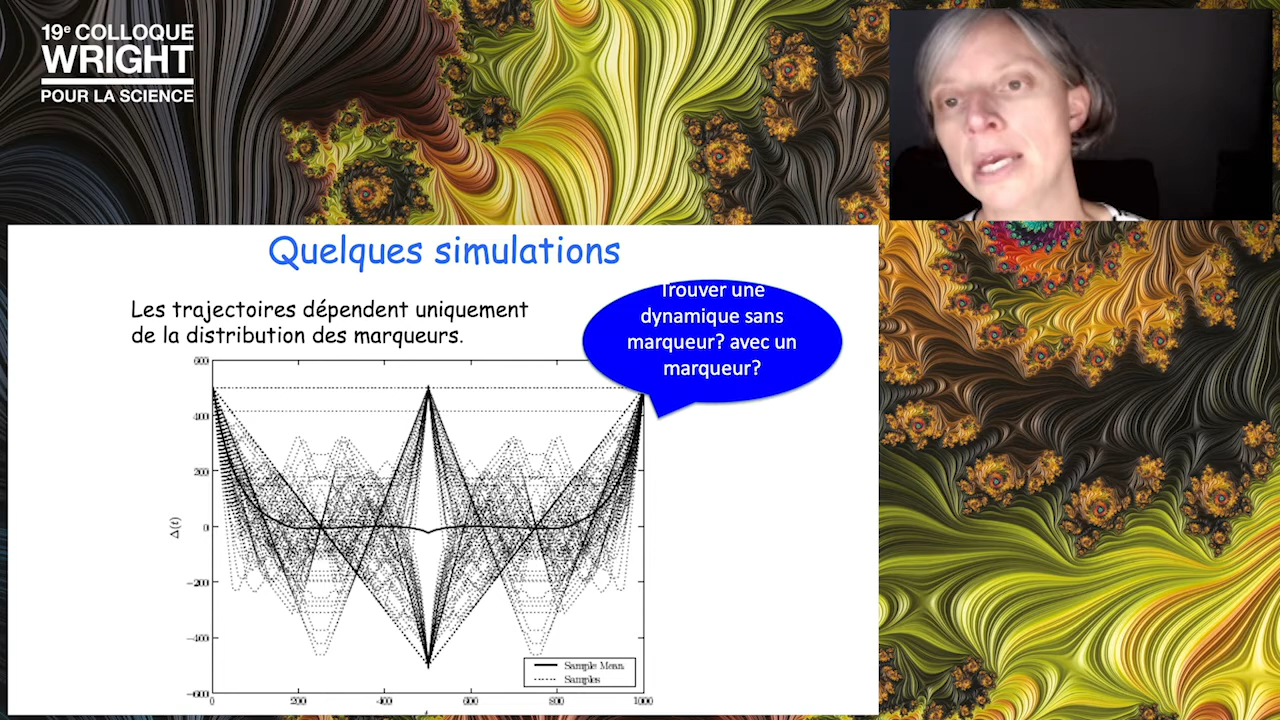 19e COLLOQUE
WRIGHT
POUR LA SCIENCE
Quelques simulations
Les trajectoires dépendent uniquement
de la distribution des marqueurs.
Trouver une
dynamique sans
marqueur? avec un
marqueur?
600
400
200
0
-200
-400
-600
Δ(t)
0
200
400
600
800
1000
t
Sample Mean
Samples